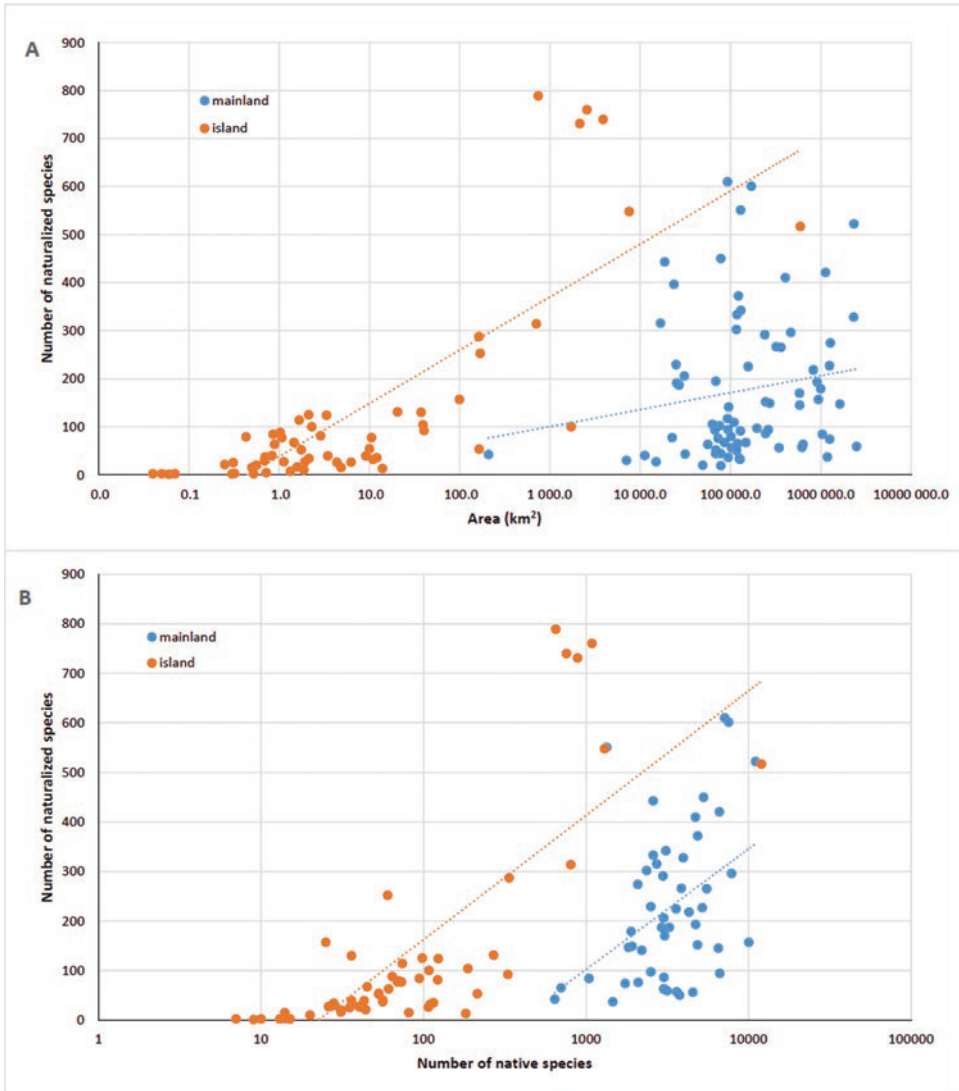 A
900
800
700
600
500
400
300
200
100
0
Number of naturalized species
mainland
island
0.0 0.1 1.0 10.0 100.0 1 000.0 10 000.0 100 000.0 1000 000.0 10000 000.0
Area (km²)
B
900
800
700
600
500
400
300
200
100
0
Number of naturalized species
mainland
island
1 10 100 1000 10000 100000
Number of native species